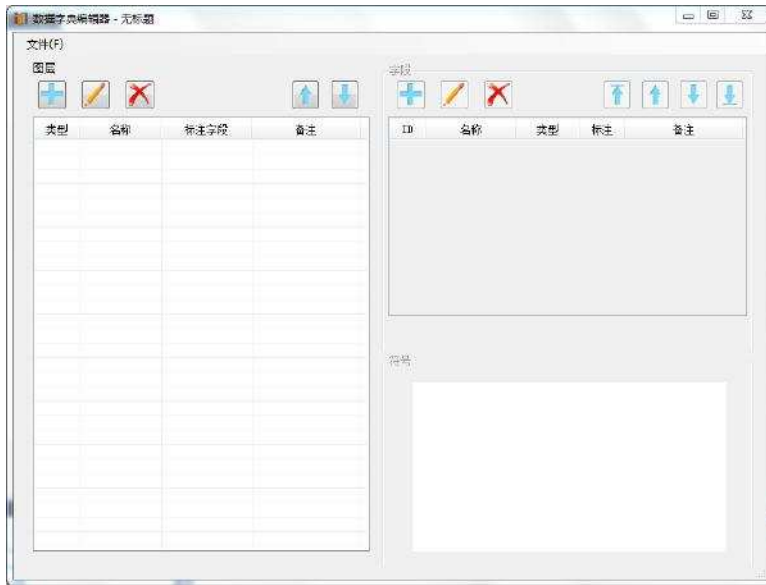 数据字典编辑器 - 无标题
文件(F)
图层
类型 名称 标注字段 备注
字段
ID 名称 类型 标注 备注
符号